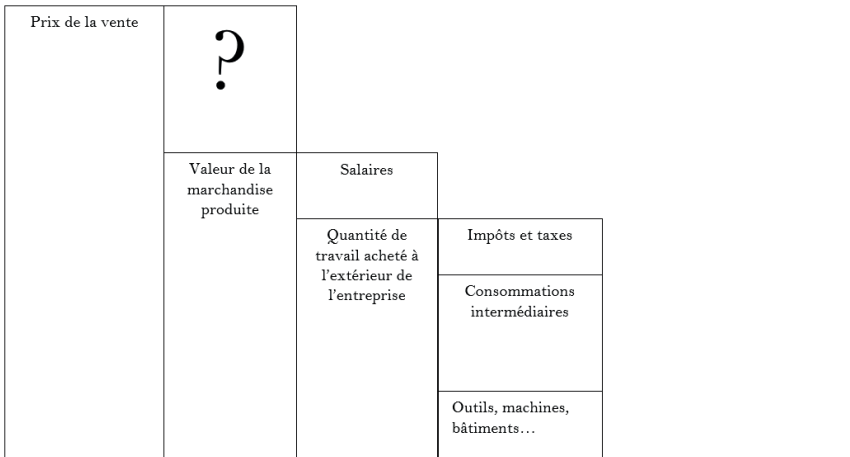 Prix de la vente
?
Valeur de la
marchandise
produite
Salaires
Quantité de
travail acheté à
l’extérieur de
l’entreprise
Impôts et taxes
Consommations
intermédiaires
Outils, machines,
bâtiments…